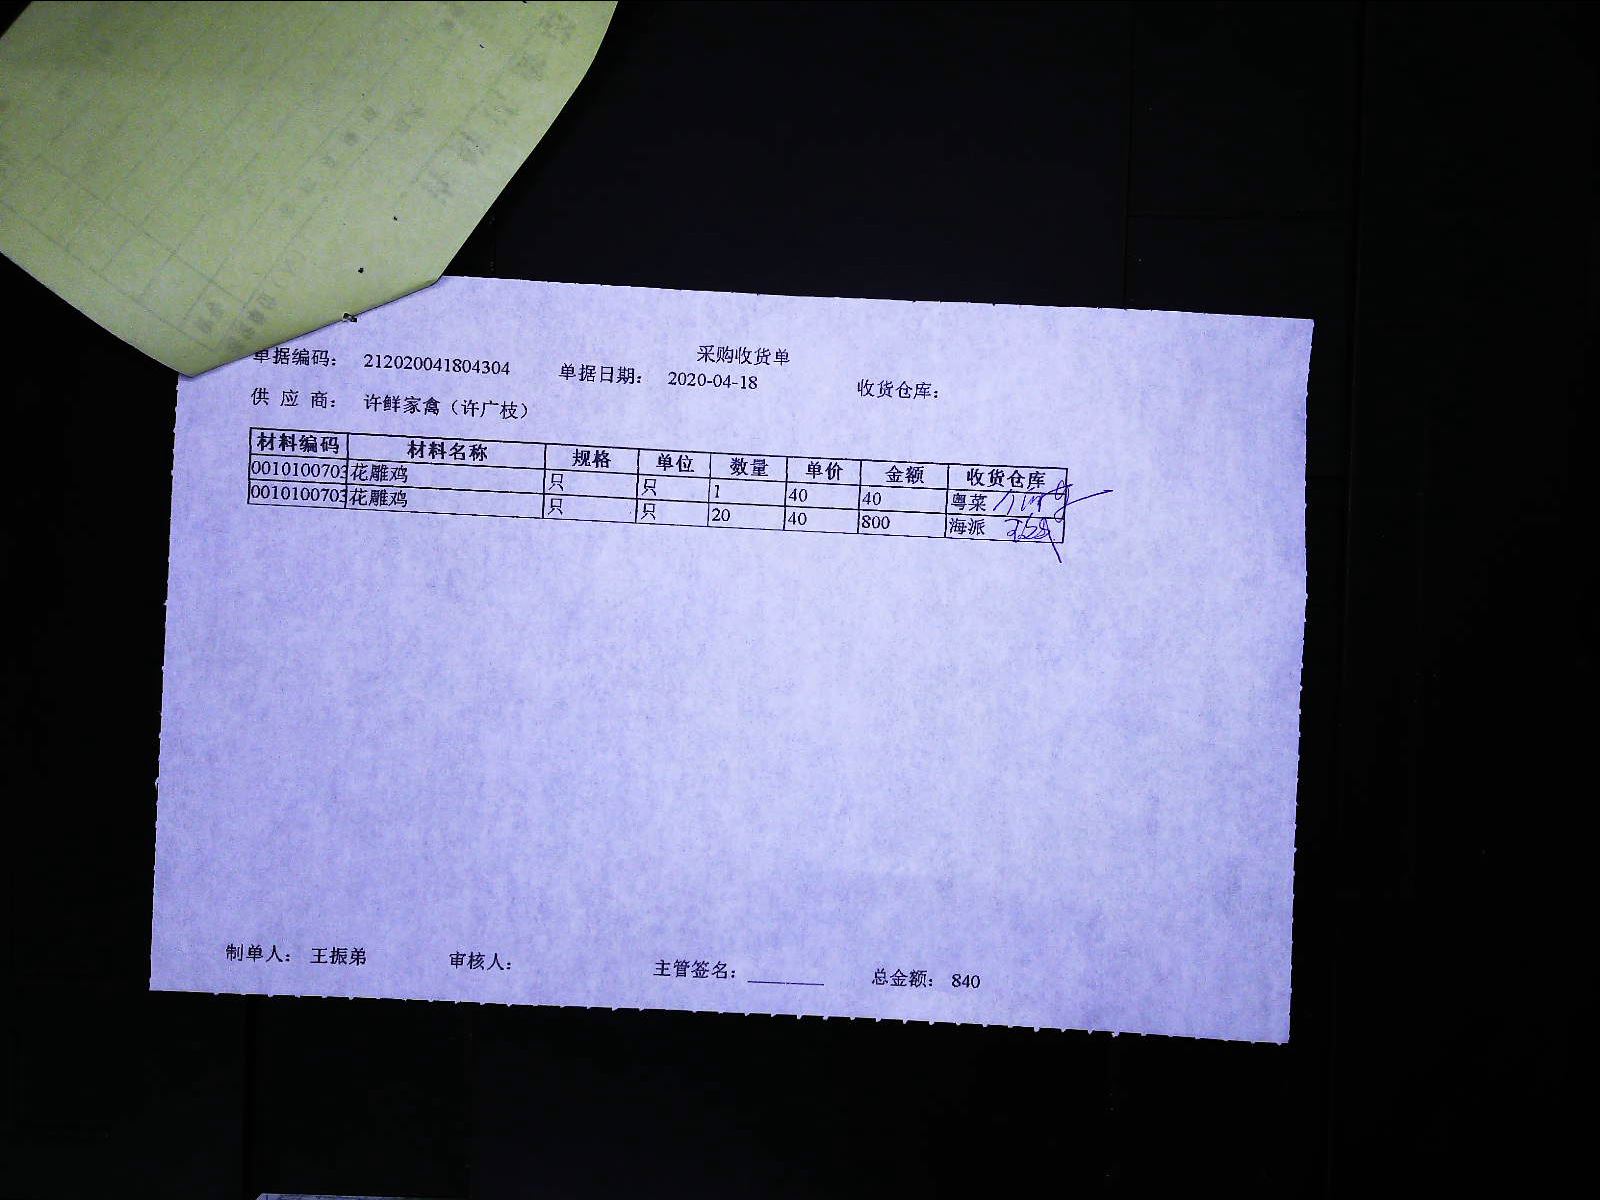 采购收货单
单据编码： 212020041804304 单据日期： 2020-04-18 收货仓库：
供 应 商： 许鲜家禽（许广枝）
材料编码 材料名称 规格 单位 数量 单价 金额 收货仓库
0010100703 花雕鸡 只 只 1 40 40 粤菜
0010100703 花雕鸡 只 只 20 40 800 海派
制单人： 王振弟 审核人： 主管签名： 总金额： 840